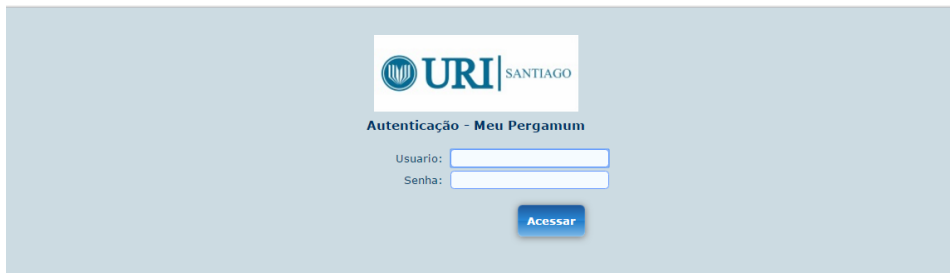 URI SANTIAGO
Autenticação - Meu Pergamum
Usuario:
Senha:
Acessar